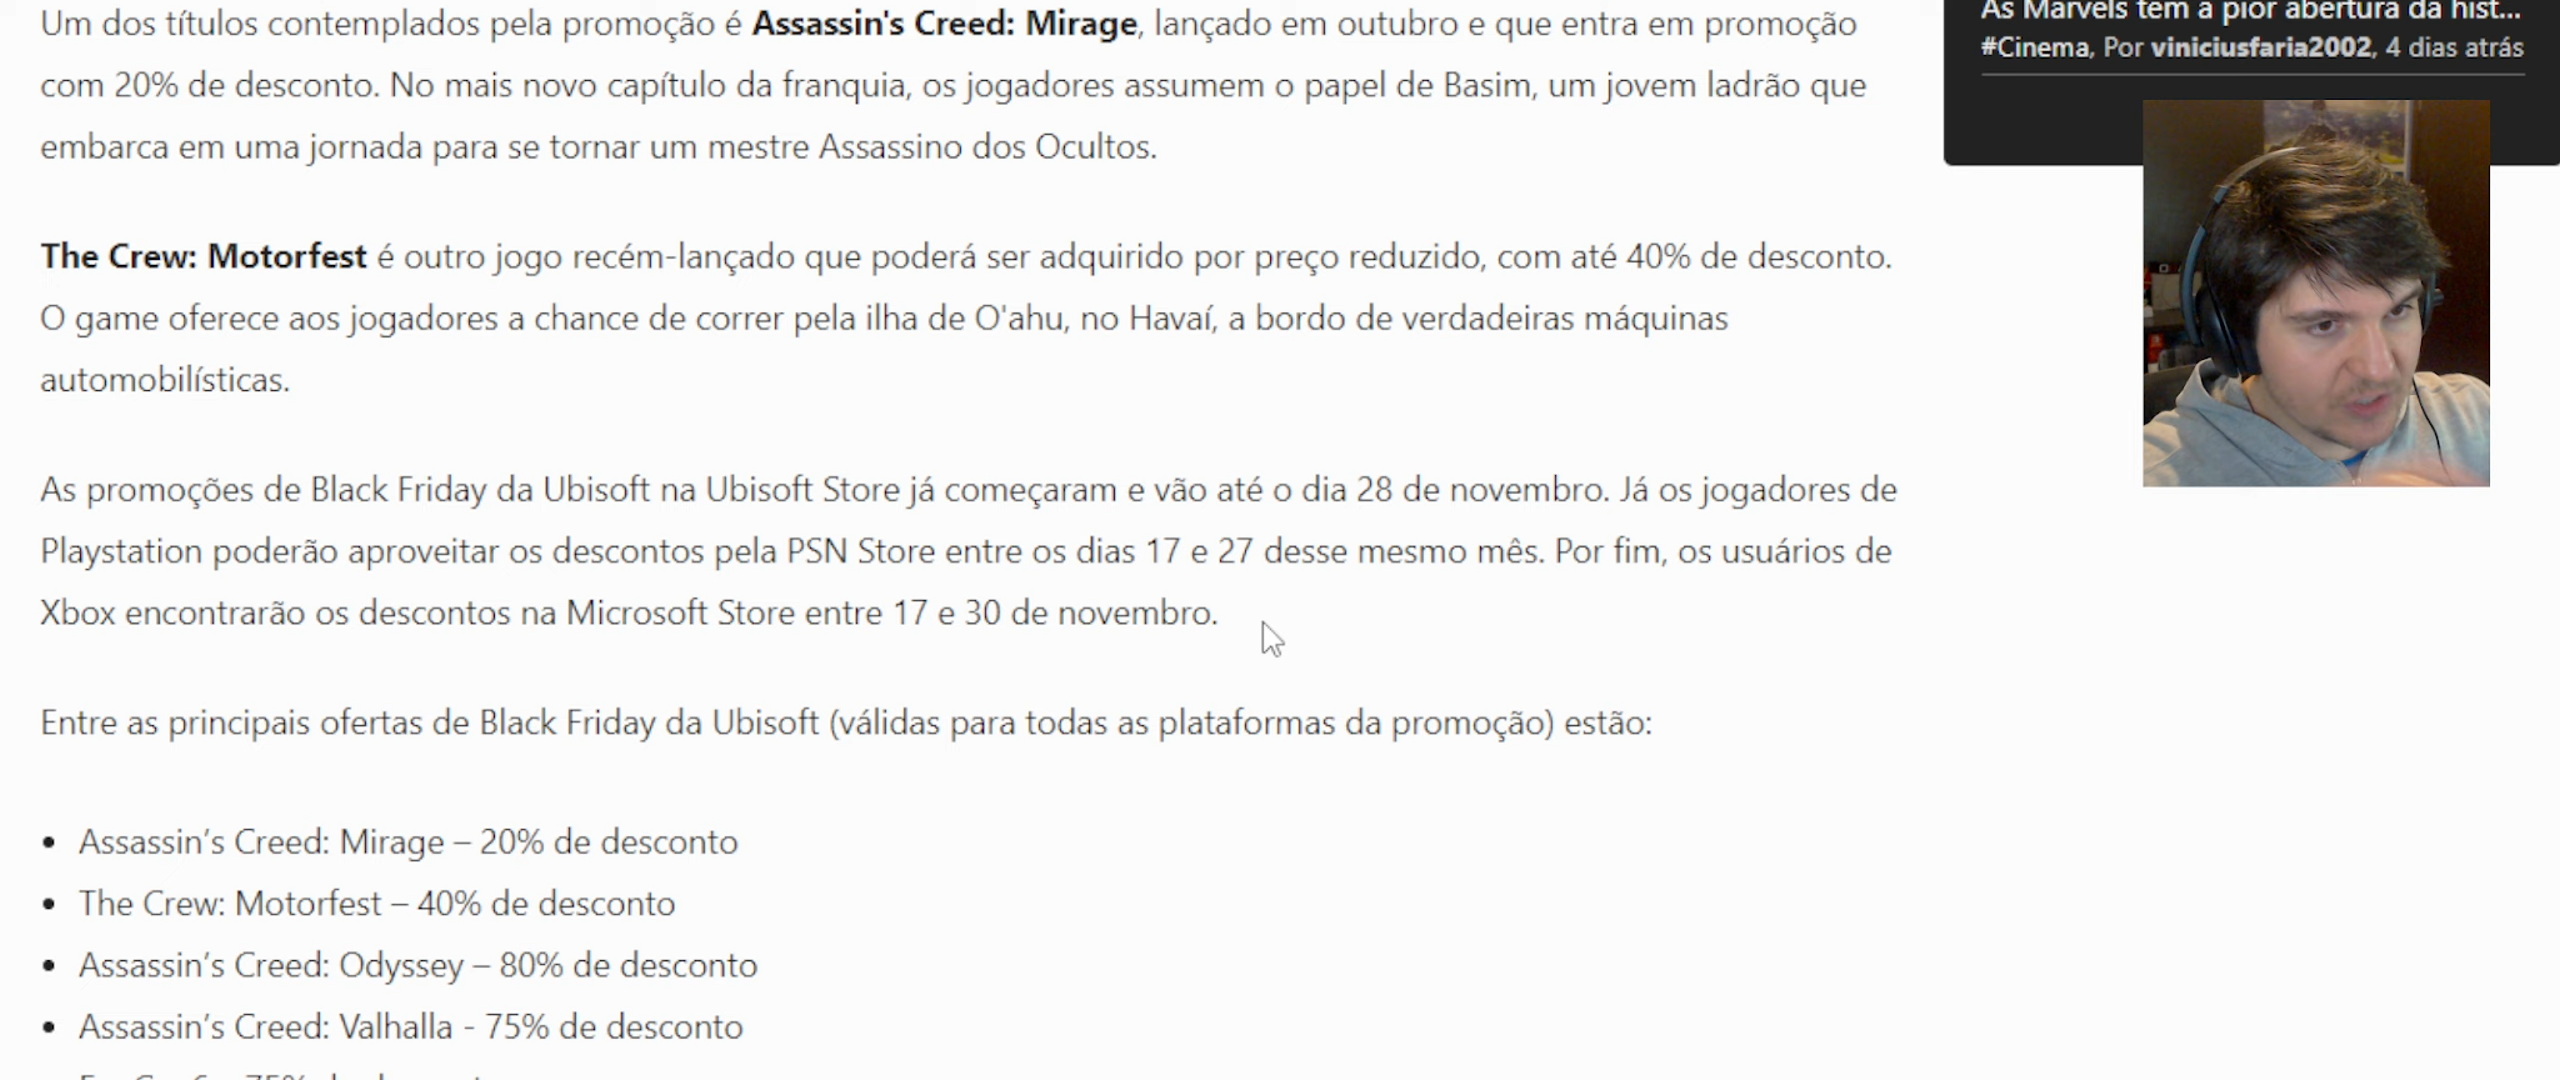 Um dos títulos contemplados pela promoção é Assassin's Creed: Mirage, lançado em outubro e que entra em promoção
com 20% de desconto. No mais novo capítulo da franquia, os jogadores assumem o papel de Basim, um jovem ladrão que
embarca em uma jornada para se tornar um mestre Assassino dos Ocultos.
The Crew: Motorfest é outro jogo recém-lançado que poderá ser adquirido por preço reduzido, com até 40% de desconto.
O game oferece aos jogadores a chance de correr pela ilha de O'ahu, no Havaí, a bordo de verdadeiras máquinas
automobilísticas.
As promoções de Black Friday da Ubisoft na Ubisoft Store já começaram e vão até o dia 28 de novembro. Já os jogadores de
Playstation poderão aproveitar os descontos pela PSN Store entre os dias 17 e 27 desse mesmo mês. Por fim, os usuários de
Xbox encontrarão os descontos na Microsoft Store entre 17 e 30 de novembro.
Entre as principais ofertas de Black Friday da Ubisoft (válidas para todas as plataformas da promoção) estão:
• Assassin’s Creed: Mirage – 20% de desconto
• The Crew: Motorfest – 40% de desconto
• Assassin’s Creed: Odyssey – 80% de desconto
• Assassin’s Creed: Valhalla - 75% de desconto
As Marvels tem a pior abertura da hist...
#Cinema, Por viniciusfaria2002, 4 dias atrás